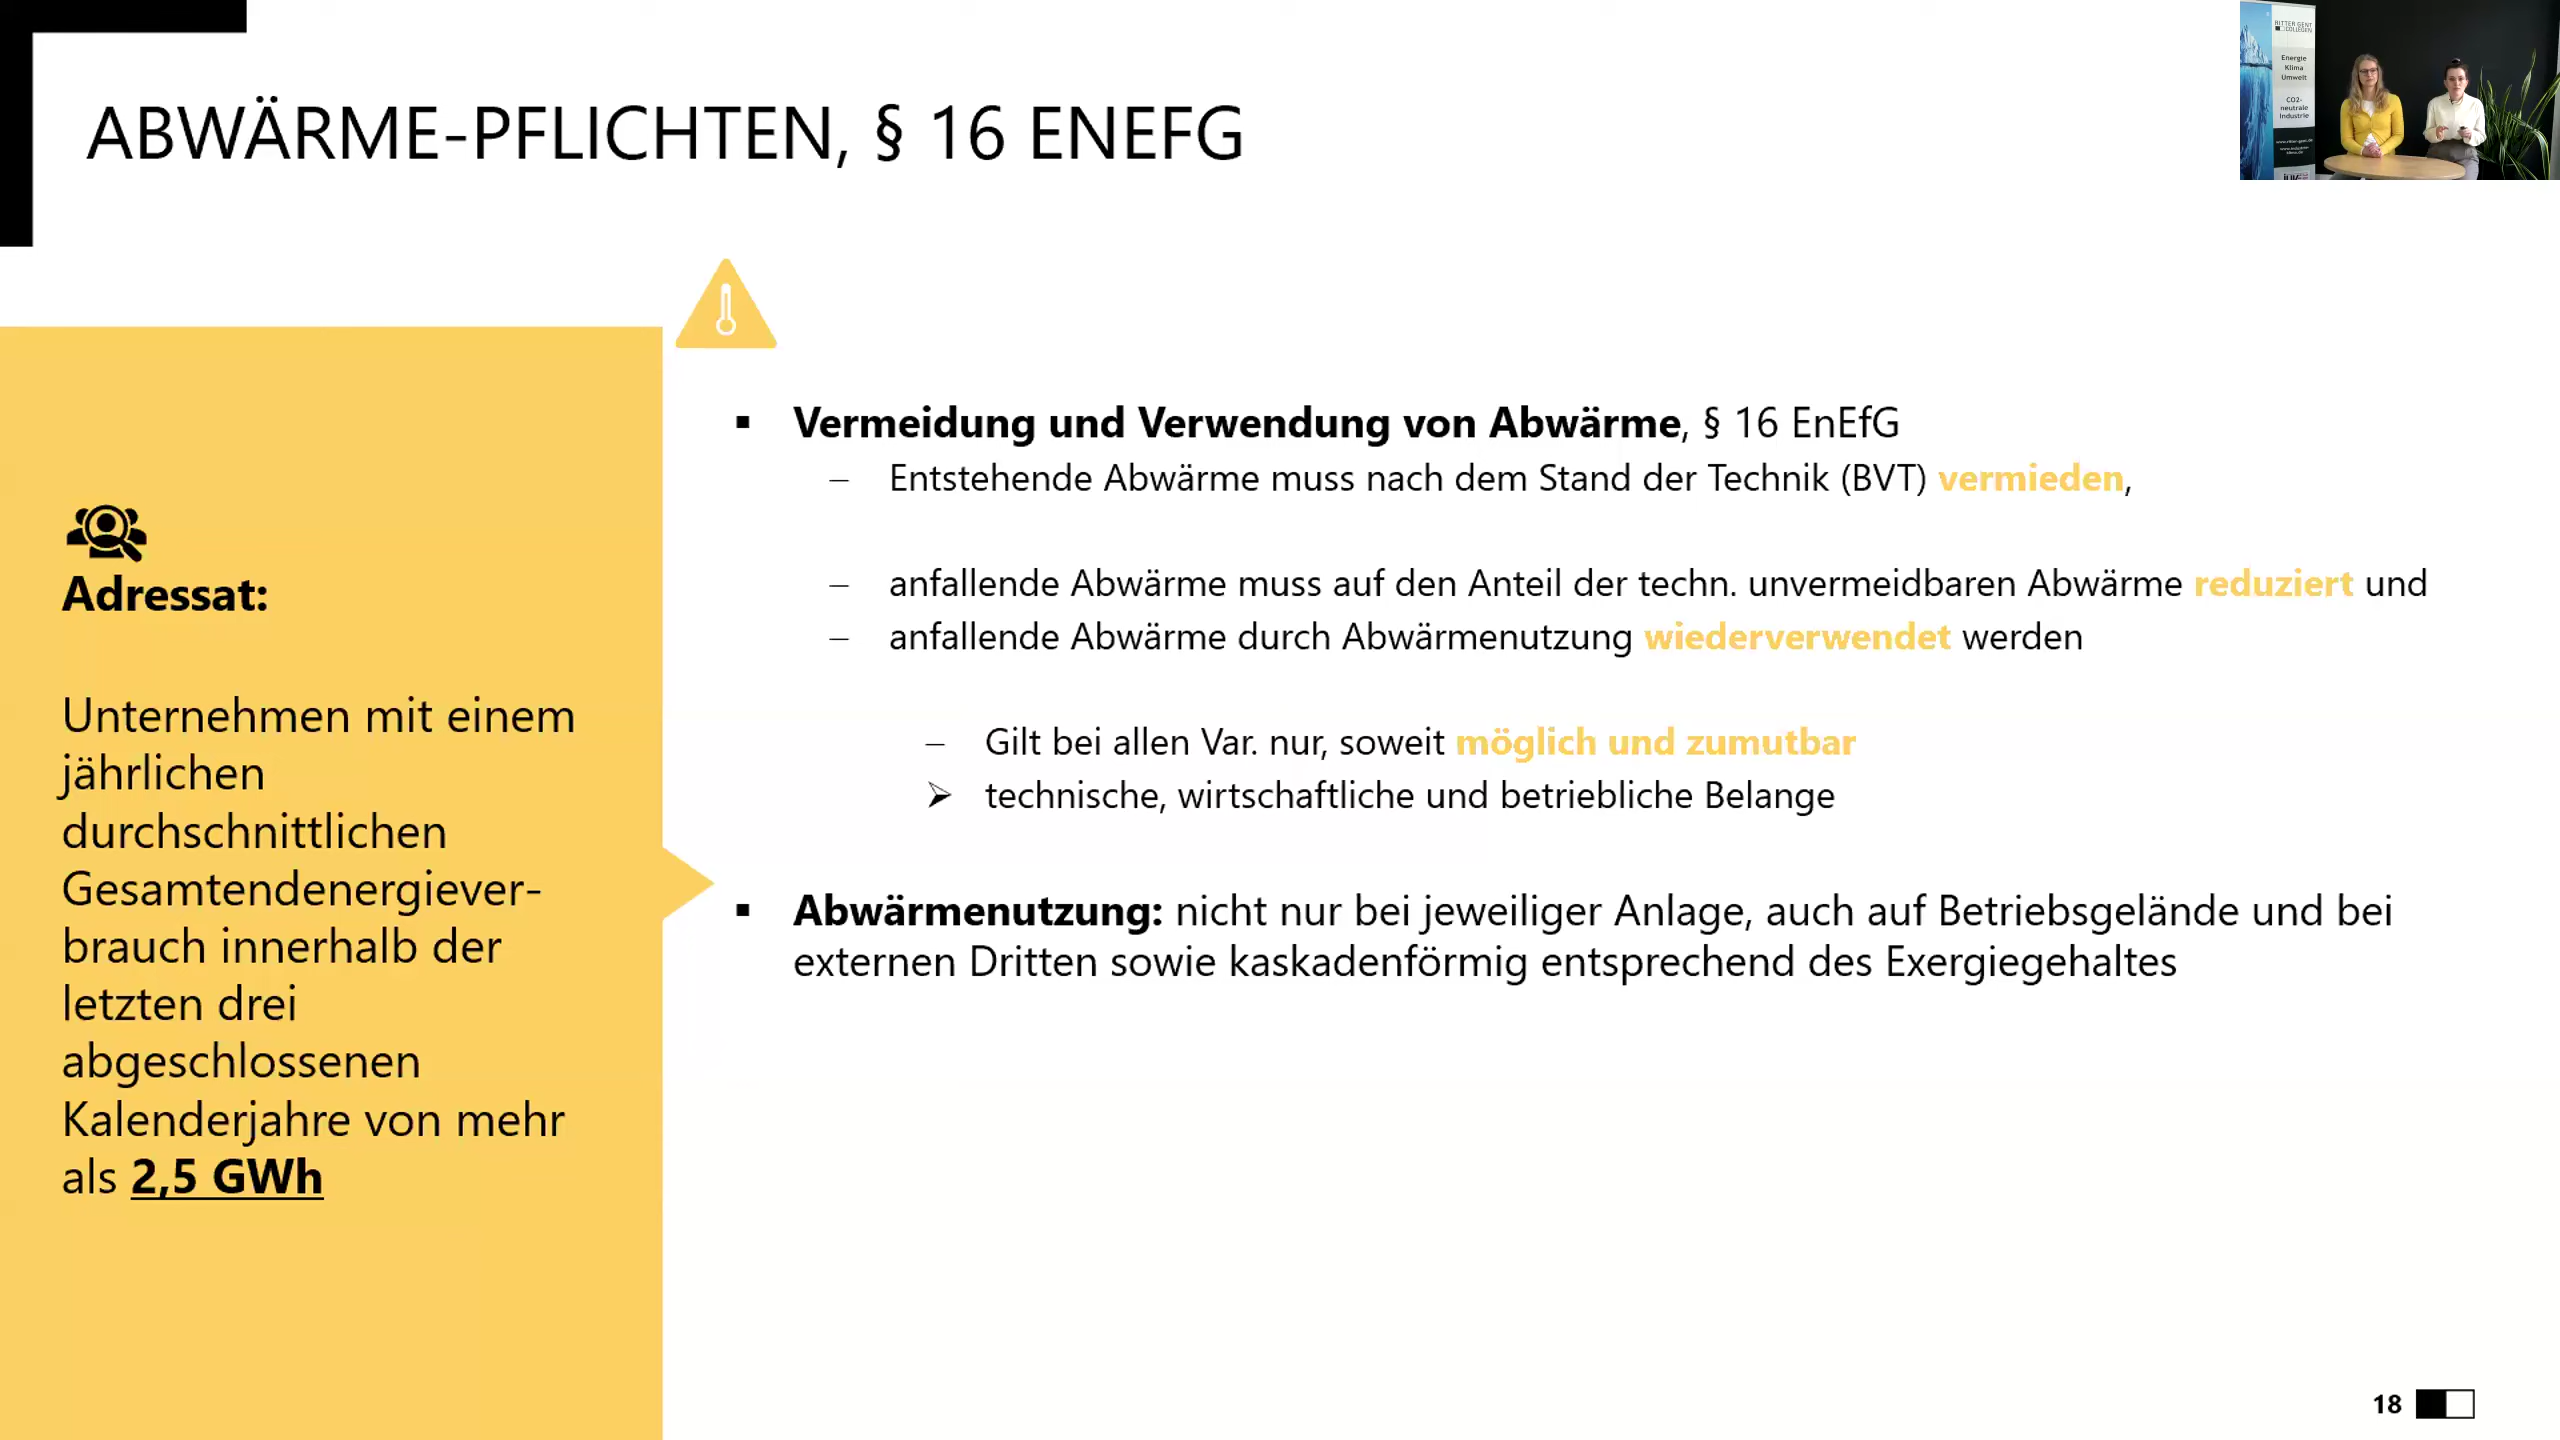 ABWÄRME-PFLICHTEN, § 16 ENEFG
RITTER GENT
COLLEGEN
Energie
Klima
Umwelt
CO2-
neutrale
Industrie
Adressat:
Unternehmen mit einem
jährlichen
durchschnittlichen
Gesamtendenergiever-
brauch innerhalb der
letzten drei
abgeschlossenen
Kalenderjahre von mehr
als 2,5 GWh
▪ Vermeidung und Verwendung von Abwärme, § 16 EnEfG
– Entstehende Abwärme muss nach dem Stand der Technik (BVT) vermieden,
– anfallende Abwärme muss auf den Anteil der techn. unvermeidbaren Abwärme reduziert und
– anfallende Abwärme durch Abwärmenutzung wiederverwendet werden
– Gilt bei allen Var. nur, soweit möglich und zumutbar
➢ technische, wirtschaftliche und betriebliche Belange
▪ Abwärmenutzung: nicht nur bei jeweiliger Anlage, auch auf Betriebsgelände und bei
externen Dritten sowie kaskadenförmig entsprechend des Exergiegehaltes
18